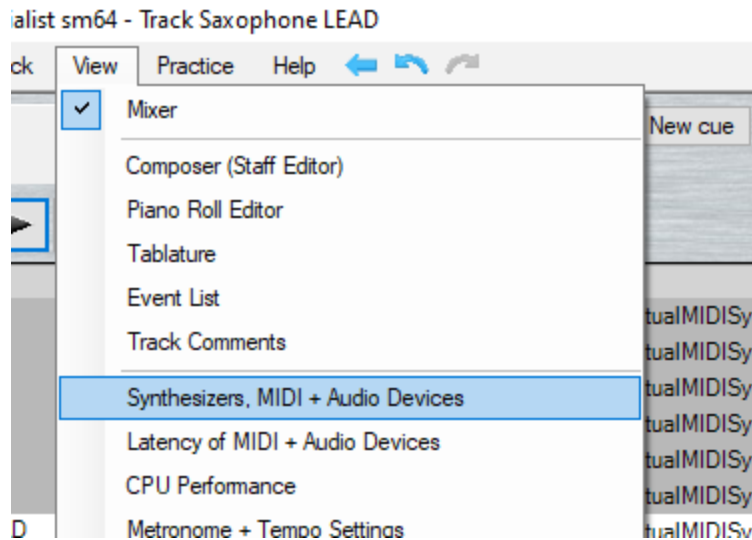 ialist sm64 - Track Saxophone LEAD
ck View Practice Help
Mixer
New cue
Composer (Staff Editor)
Piano Roll Editor
Tablature
Event List
Track Comments
tualMIDISy
tualMIDISy
Synthesizers, MIDI + Audio Devices
tualMIDISy
Latency of MIDI + Audio Devices
tualMIDISy
tualMIDISy
CPU Performance
tualMIDISy
D
Metronome + Tempo Settings
tualMIDISy